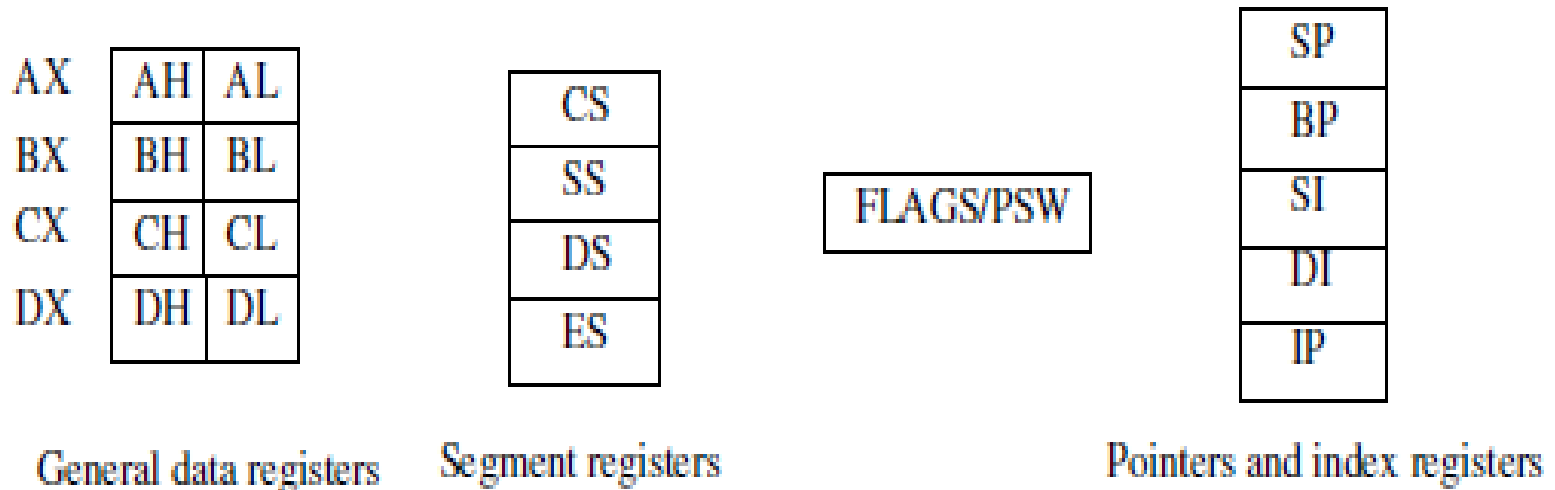 AX AH AL
BX BH BL
CX CH CL
DX DH DL
General data registers
CS
SS
DS
ES
Segment registers
FLAGS/PSW
SP
BP
SI
DI
IP
Pointers and index registers